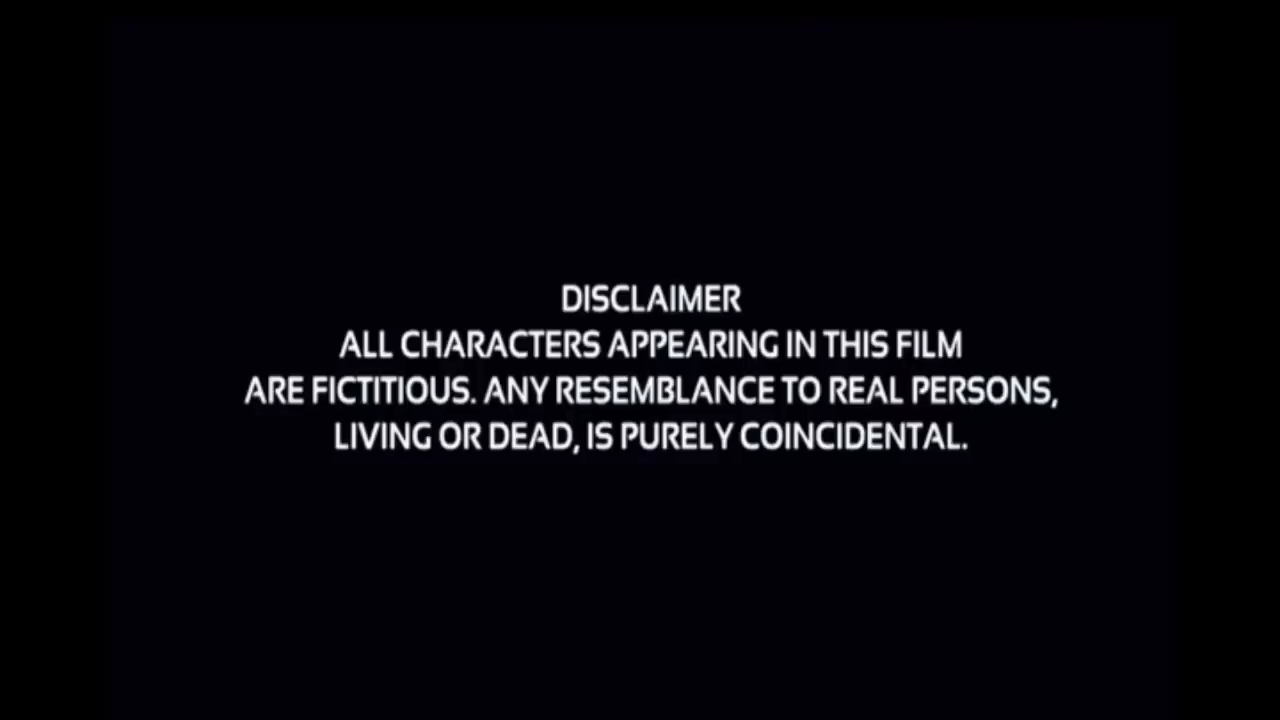 DISCLAIMER
ALL CHARACTERS APPEARING IN THIS FILM
ARE FICTITIOUS. ANY RESEMBLANCE TO REAL PERSONS,
LIVING OR DEAD, IS PURELY COINCIDENTAL.